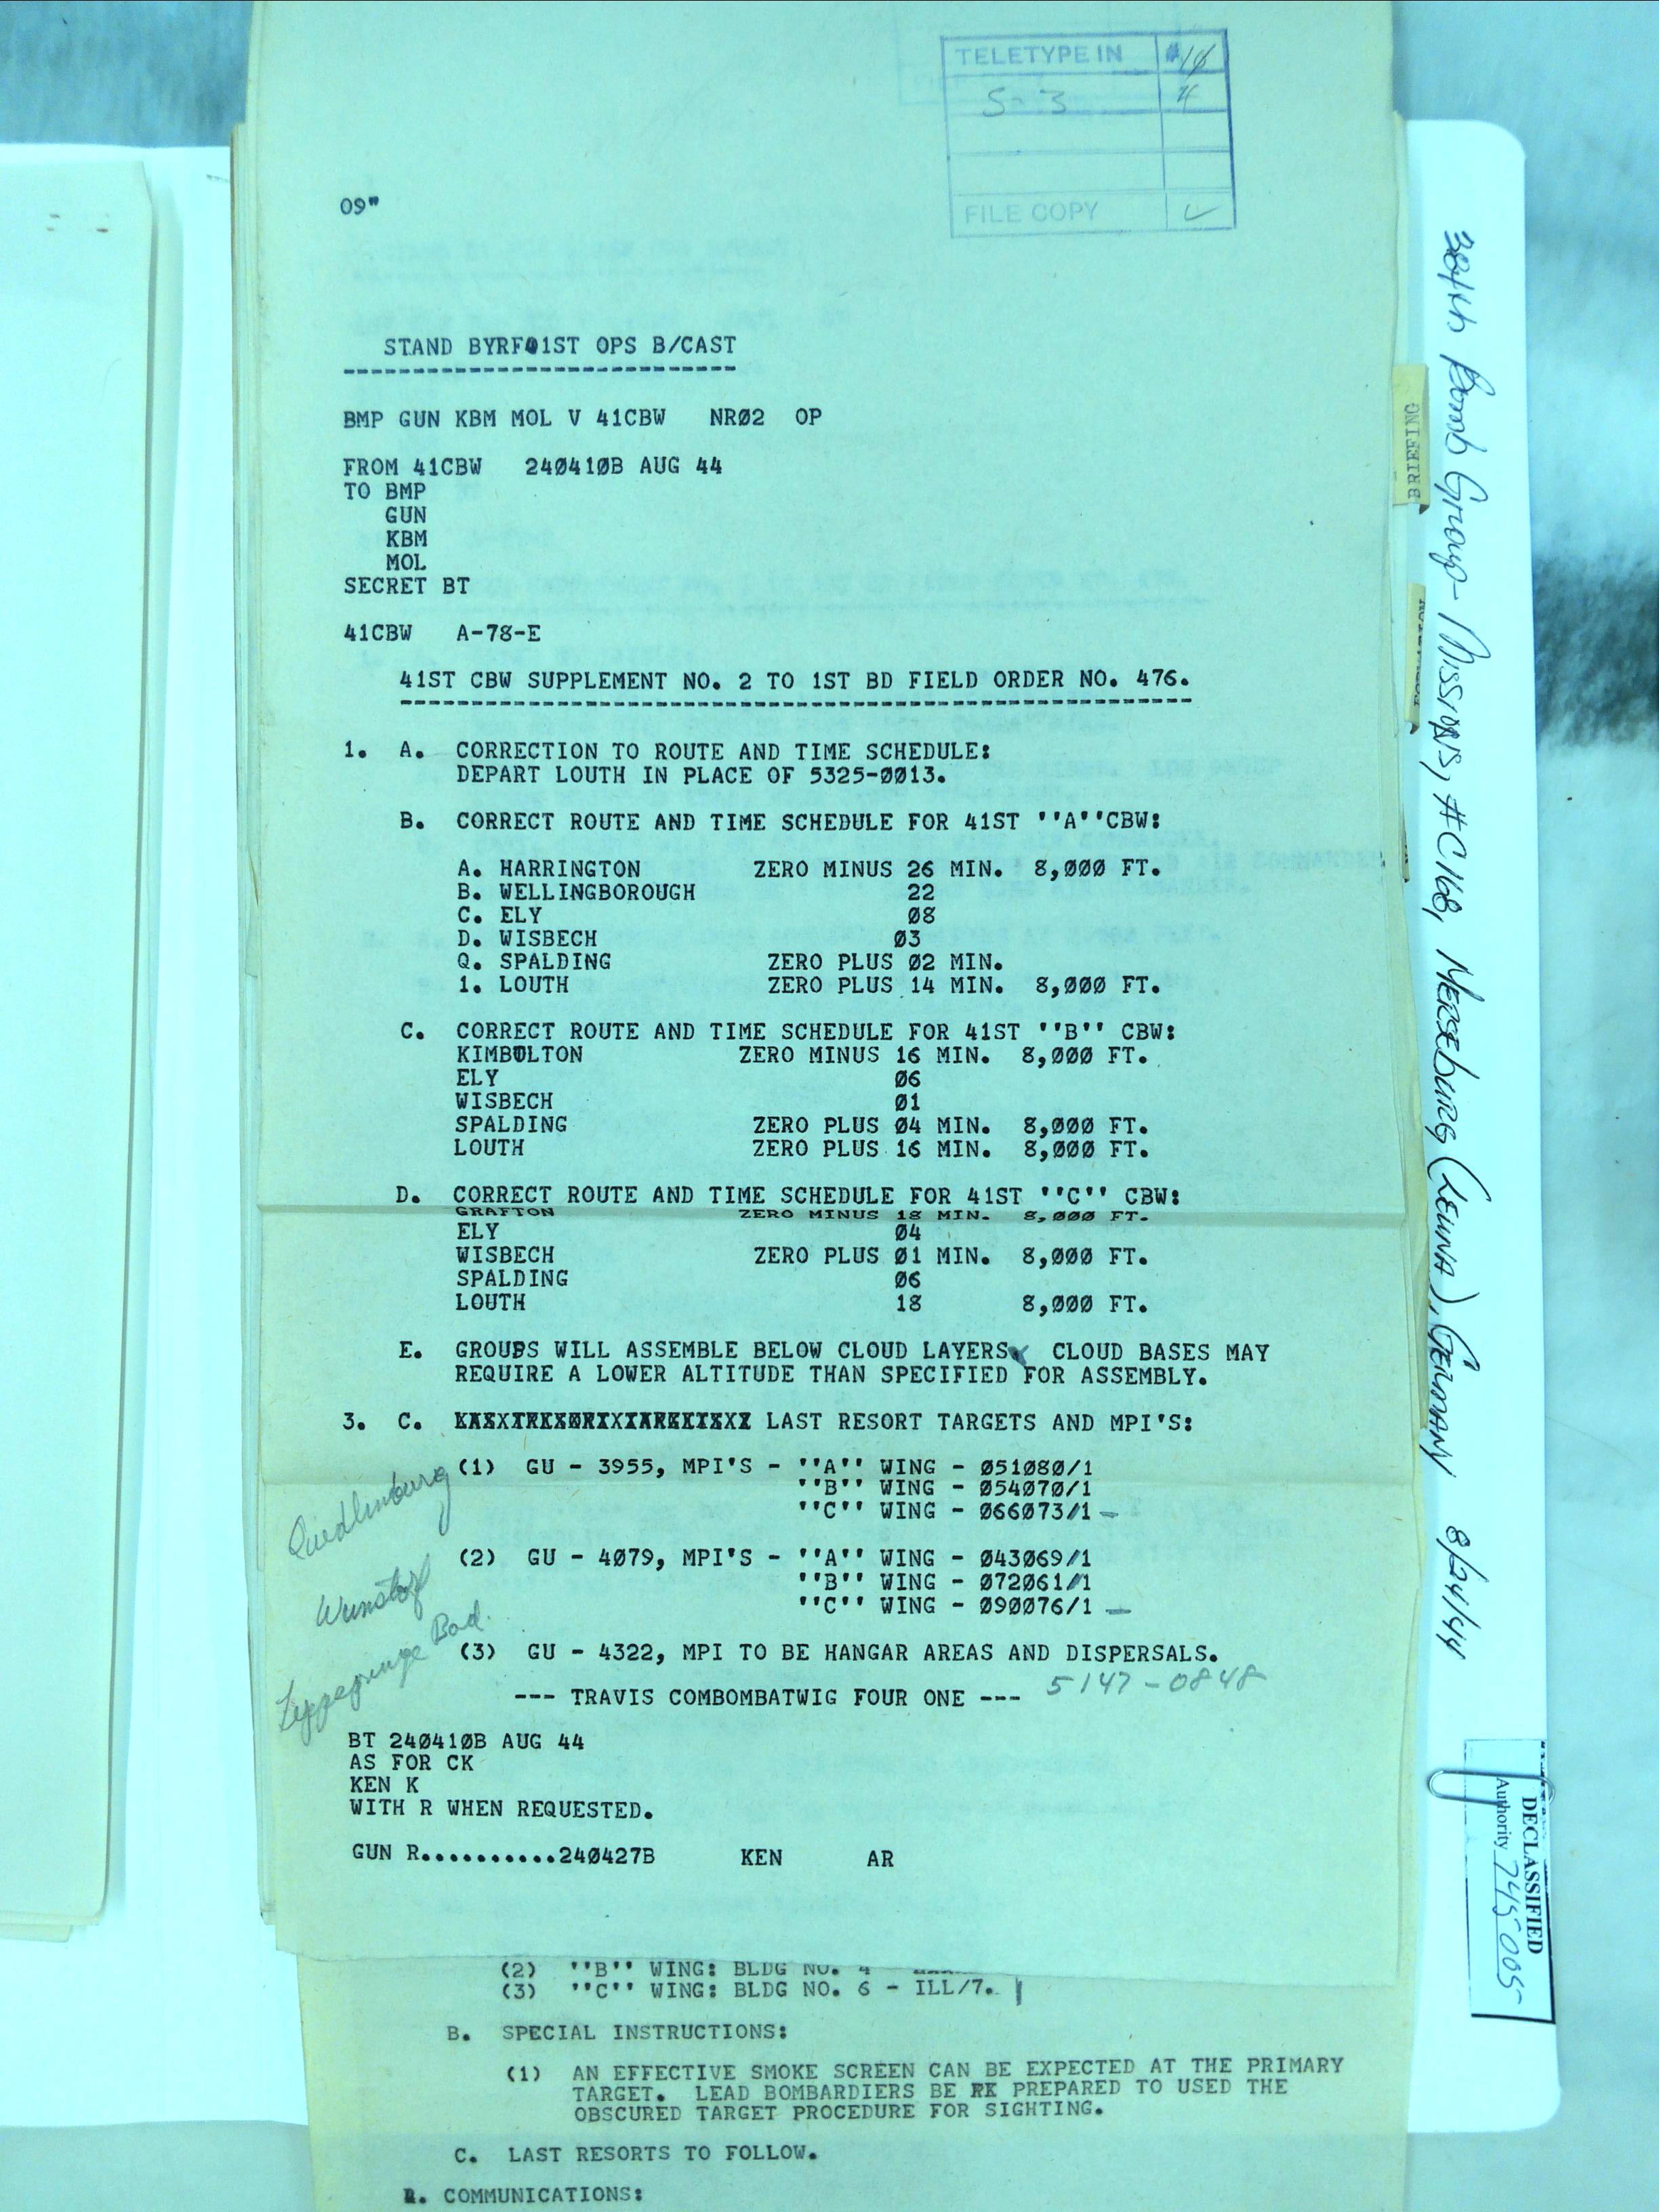 TELETYPE IN
S-3
FILE COPY
09"
STAND BYRF01ST OPS B/CAST
----------------------------
BMP GUN KBM MOL V 41CBW NRØ2 OP
FROM 41CBW 24Ø41ØB AUG 44
TO BMP
GUN
KBM
MOL
SECRET BT
41CBW A-78-E
41ST CBW SUPPLEMENT NO. 2 TO 1ST BD FIELD ORDER NO. 476.
--------------------------------------------------------
1. A. CORRECTION TO ROUTE AND TIME SCHEDULE:
DEPART LOUTH IN PLACE OF 5325-ØØ13.
B. CORRECT ROUTE AND TIME SCHEDULE FOR 41ST ''A''CBW:
A. HARRINGTON ZERO MINUS 26 MIN. 8,ØØØ FT.
B. WELLINGBOROUGH 22
C. ELY Ø8
D. WISBECH Ø3
Q. SPALDING ZERO PLUS Ø2 MIN.
1. LOUTH ZERO PLUS 14 MIN. 8,ØØØ FT.
C. CORRECT ROUTE AND TIME SCHEDULE FOR 41ST ''B'' CBW:
KIMBOLTON ZERO MINUS 16 MIN. 8,ØØØ FT.
ELY Ø6
WISBECH Ø1
SPALDING ZERO PLUS Ø4 MIN. 8,ØØØ FT.
LOUTH ZERO PLUS 16 MIN. 8,ØØØ FT.
D. CORRECT ROUTE AND TIME SCHEDULE FOR 41ST ''C'' CBW:
GRAFTON ZERO MINUS 18 MIN. 8,ØØØ FT.
ELY Ø4
WISBECH ZERO PLUS Ø1 MIN. 8,ØØØ FT.
SPALDING Ø6
LOUTH 18 8,ØØØ FT.
E. GROUPS WILL ASSEMBLE BELOW CLOUD LAYERS. CLOUD BASES MAY
REQUIRE A LOWER ALTITUDE THAN SPECIFIED FOR ASSEMBLY.
3. C. LAST RESORT TARGETS AND MPI'S:
(1) GU - 3955, MPI'S - ''A'' WING - Ø51Ø8Ø/1
''B'' WING - Ø54Ø7Ø/1
''C'' WING - Ø66Ø73/1 -
Quedlinburg
(2) GU - 4Ø79, MPI'S - ''A'' WING - Ø43Ø69/1
''B'' WING - Ø72Ø61/1
''C'' WING - Ø9ØØ76/1 -
Wunstorf
(3) GU - 4322, MPI TO BE HANGAR AREAS AND DISPERSALS.
Bad.
--- TRAVIS COMBOMBATWIG FOUR ONE --- 5147-0848
BT 24Ø41ØB AUG 44
AS FOR CK
KEN K
WITH R WHEN REQUESTED.
GUN R..........24Ø427B KEN AR
(2) ''B'' WING: BLDG NO. 4
(3) ''C'' WING: BLDG NO. 6 - ILL/7.
B. SPECIAL INSTRUCTIONS:
(1) AN EFFECTIVE SMOKE SCREEN CAN BE EXPECTED AT THE PRIMARY
TARGET. LEAD BOMBARDIERS BE PREPARED TO USED THE
OBSCURED TARGET PROCEDURE FOR SIGHTING.
C. LAST RESORTS TO FOLLOW.
COMMUNICATIONS:
BRIEFING
384th Bomb Group - Missions, #C168, MERSEBURG (LEUNA), GERMANY 8/24/44
DECLASSIFIED
Authority 745005